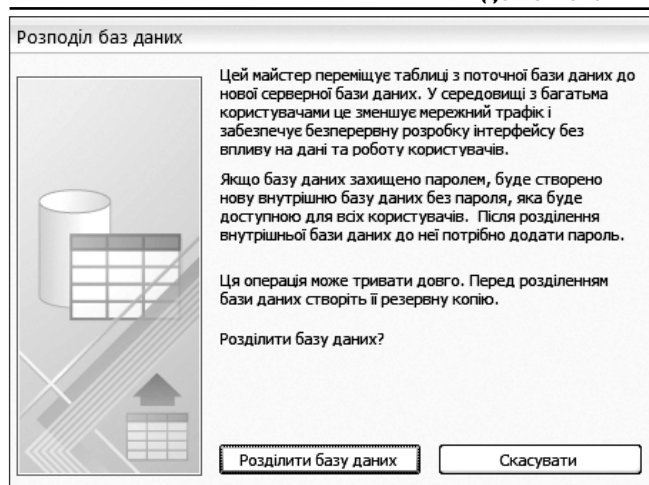 Розподіл баз даних
Цей майстер переміщує таблиці з поточної бази даних до
нової серверної бази даних. У середовищі з багатьма
користувачами це зменшує мережний трафік і
забезпечує безперервну розробку інтерфейсу без
впливу на дані та роботу користувачів.
Якщо базу даних захищено паролем, буде створено
нову внутрішню базу даних без пароля, яка буде
доступною для всіх користувачів. Після розділення
внутрішньої бази даних до неї потрібно додати пароль.
Ця операція може тривати довго. Перед розділенням
бази даних створіть її резервну копію.
Розділити базу даних?
Розділити базу даних
Скасувати